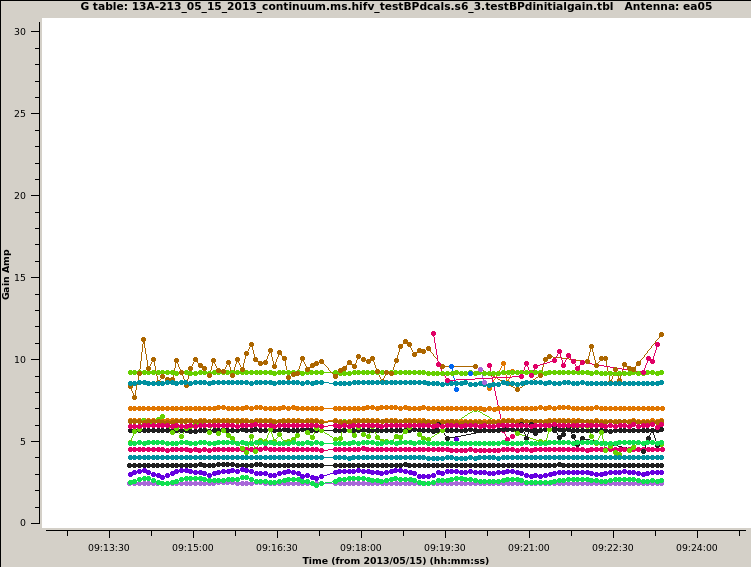 G table: 13A-213_05_15_2013_continuum.ms.hifv_testBPdcals.s6_3.testBPdinitialgain.tbl Antenna: ea05
30
25
20
15
10
5
0
Gain Amp
09:13:30 09:15:00 09:16:30 09:18:00 09:19:30 09:21:00 09:22:30 09:24:00
Time (from 2013/05/15) (hh:mm:ss)